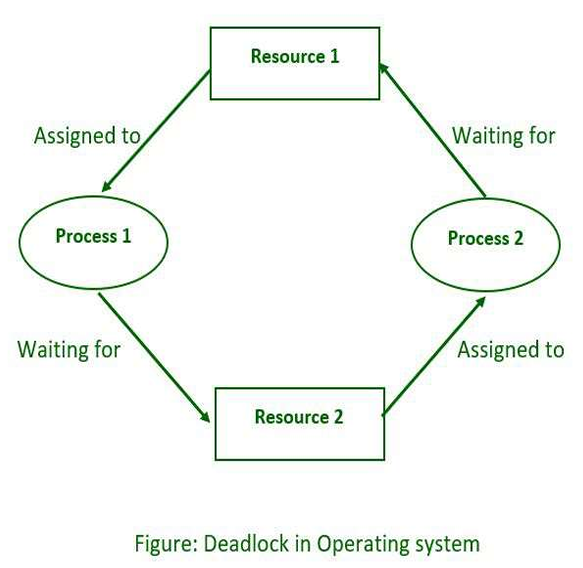 Resource 1
Assigned to
Waiting for
Process 1
Process 2
Waiting for
Assigned to
Resource 2
Figure: Deadlock in Operating system